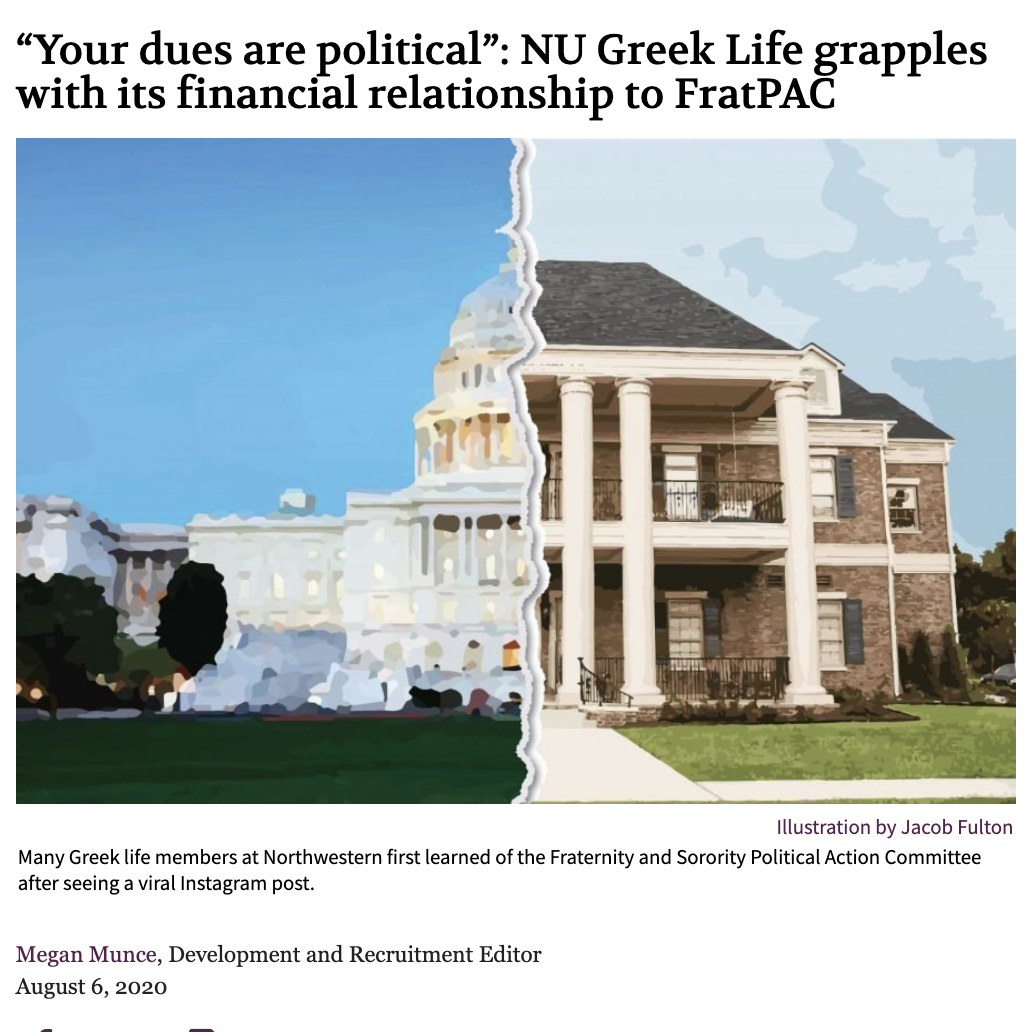 “Your dues are political”: NU Greek Life grapples
with its financial relationship to FratPAC
Illustration by Jacob Fulton
Many Greek life members at Northwestern first learned of the Fraternity and Sorority Political Action Committee
after seeing a viral Instagram post.
Megan Munce, Development and Recruitment Editor
August 6, 2020